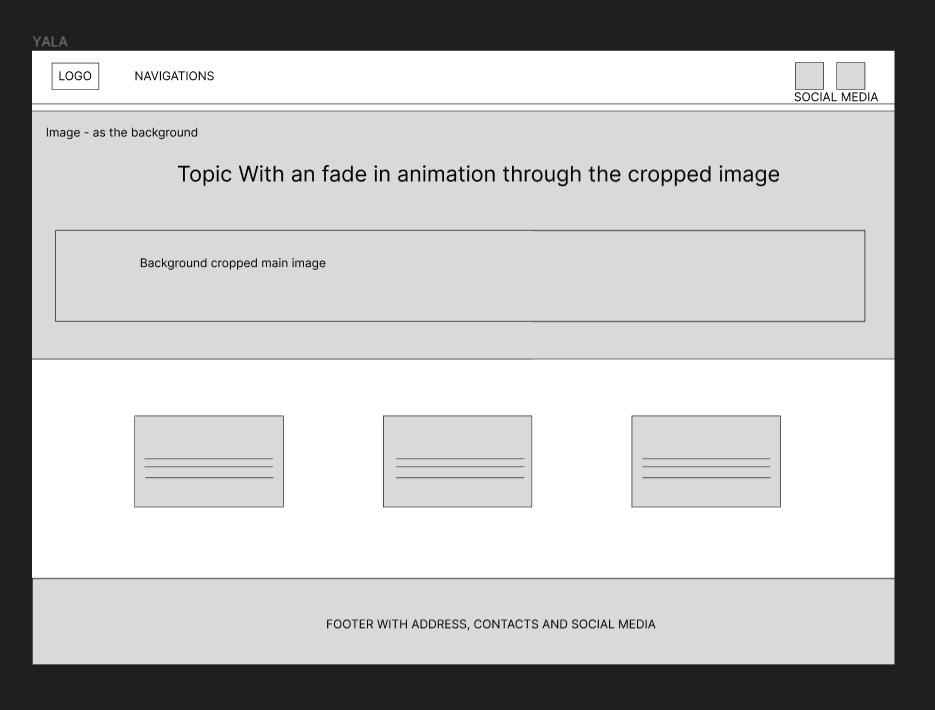 YALA
LOGO
NAVIGATIONS
SOCIAL MEDIA
Image - as the background
Topic With an fade in animation through the cropped image
Background cropped main image
FOOTER WITH ADDRESS, CONTACTS AND SOCIAL MEDIA